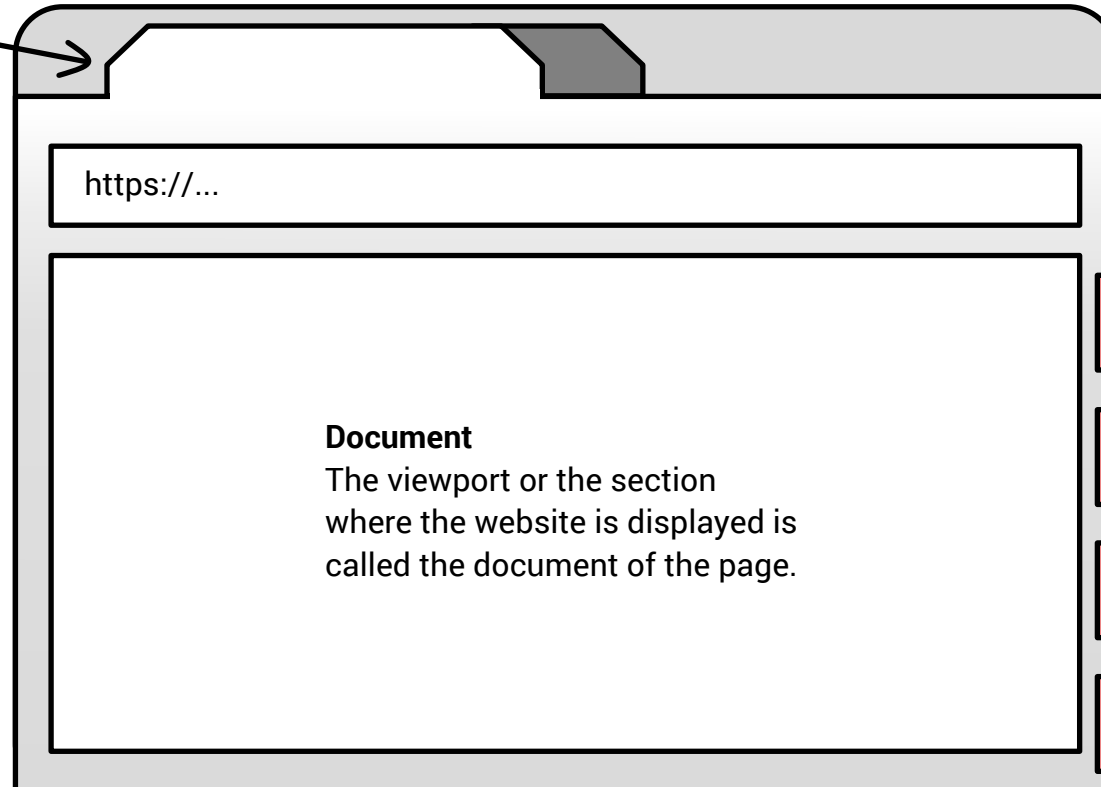 https://...
Document
The viewport or the section
where the website is displayed is
called the document of the page.